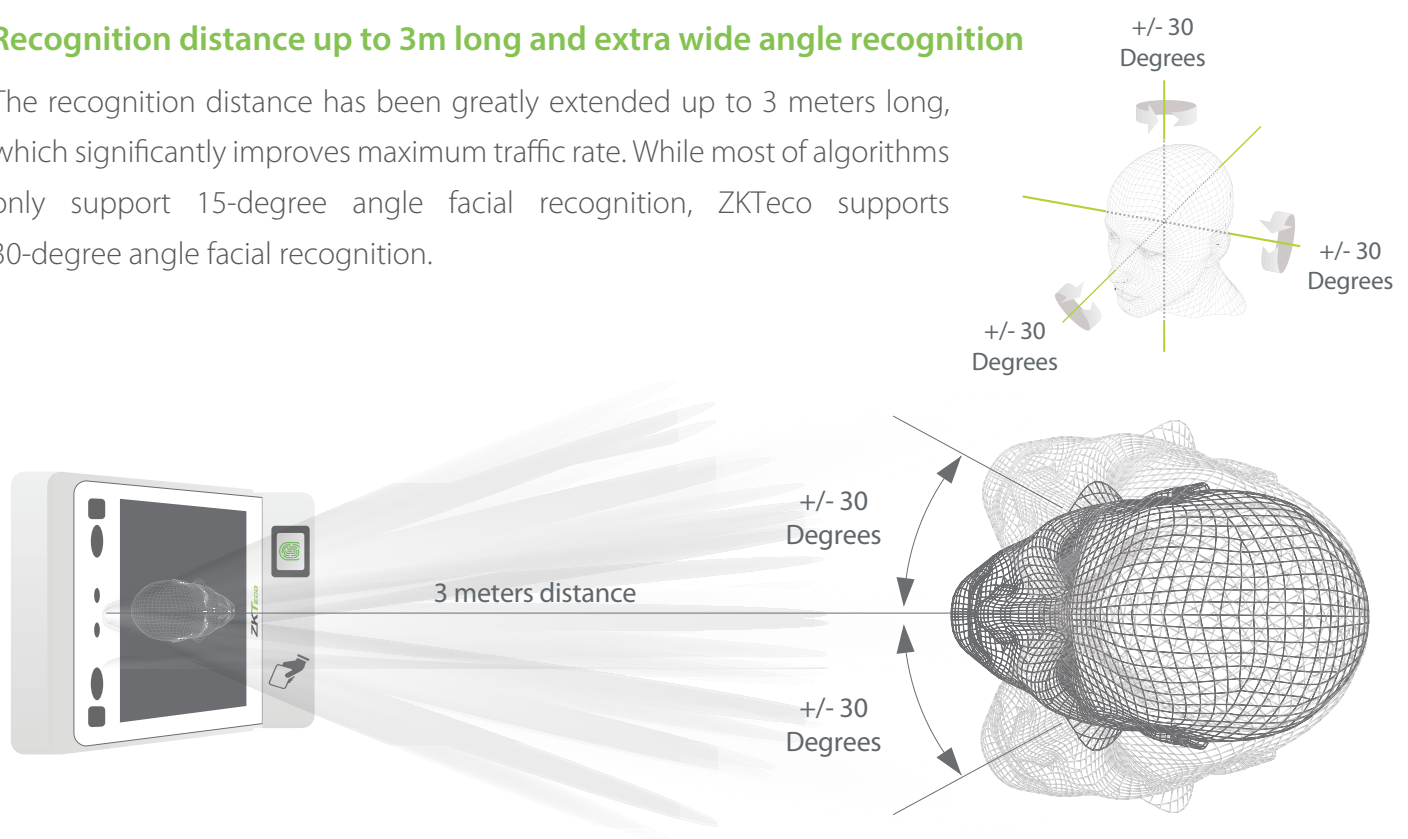 Recognition distance up to 3m long and extra wide angle recognition
The recognition distance has been greatly extended up to 3 meters long,
which significantly improves maximum traffic rate. While most of algorithms
only support 15-degree angle facial recognition, ZKTeco supports
30-degree angle facial recognition.
+/- 30
Degrees
+/- 30
Degrees
+/- 30
Degrees
+/- 30
Degrees
3 meters distance
ZKTECO
+/- 30
Degrees